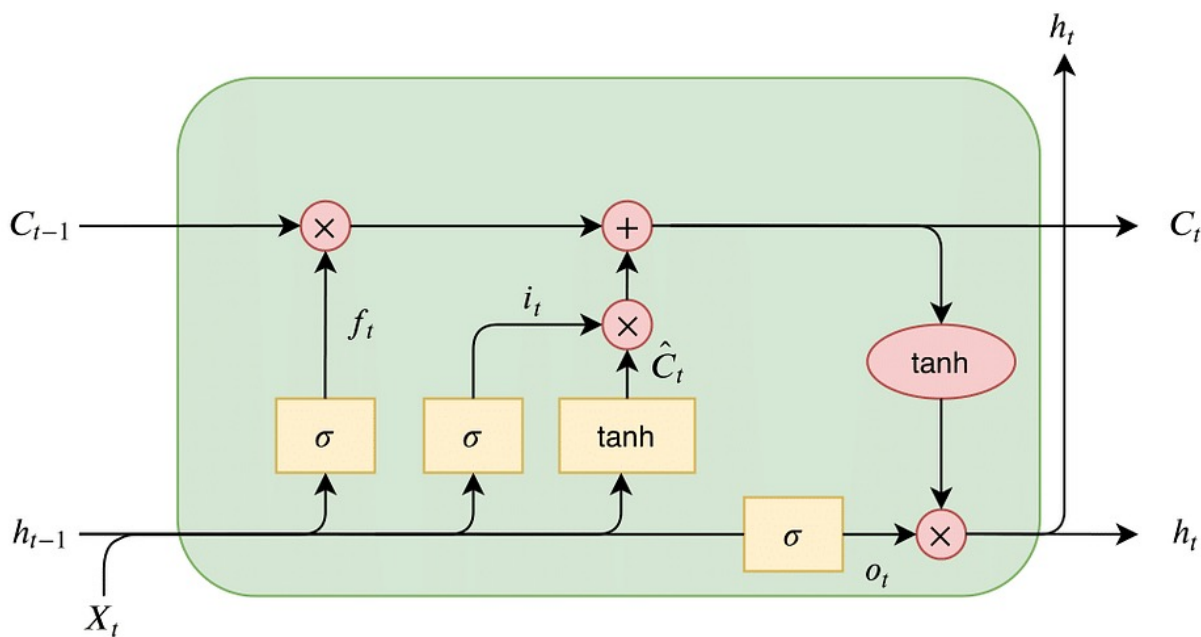 h_t
C_{t-1}
×
+
C_t
i_t
f_t
×
Ĉ_t
tanh
σ
σ
tanh
h_{t-1}
σ
×
h_t
o_t
X_t